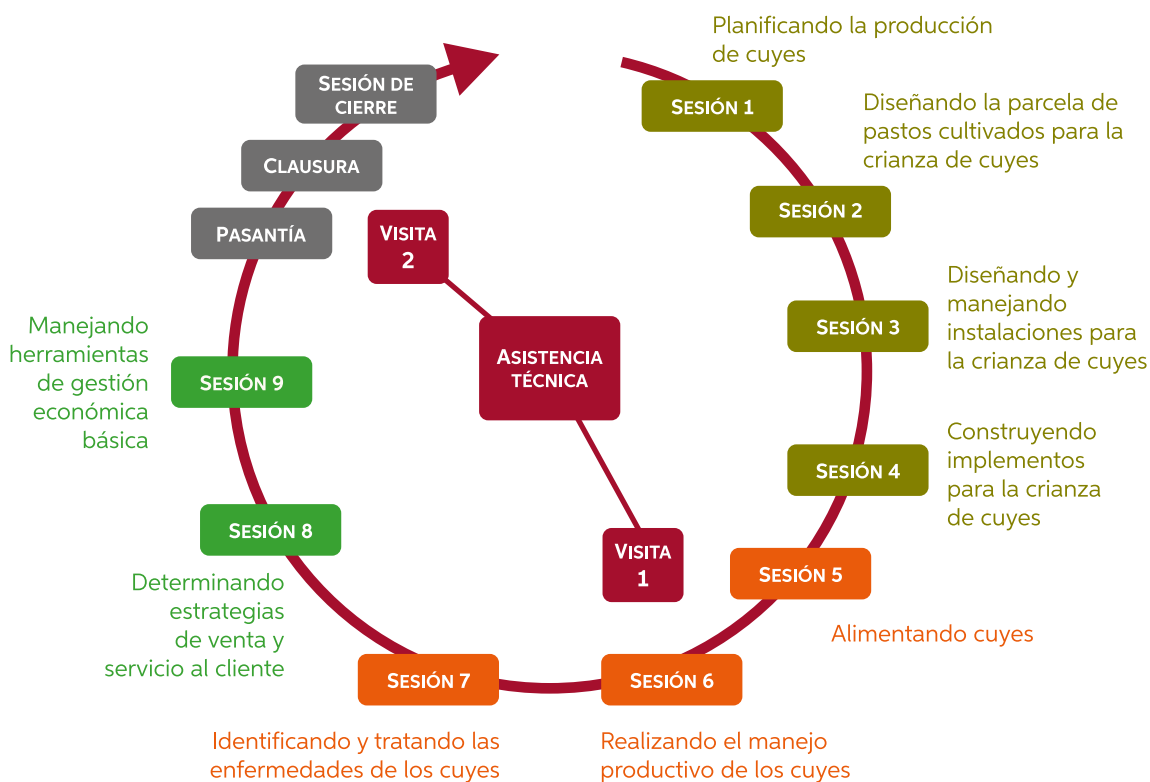 Planificando la producción
de cuyes
SESIÓN 1
Diseñando la parcela de
pastos cultivados para la
crianza de cuyes
SESIÓN 2
Diseñando y
manejando
instalaciones para
la crianza de cuyes
SESIÓN 3
Construyendo
implementos
para la crianza
de cuyes
SESIÓN 4
SESIÓN 5
Alimentando cuyes
SESIÓN 6
Realizando el manejo
productivo de los cuyes
SESIÓN 7
Identificando y tratando las
enfermedades de los cuyes
SESIÓN 8
Determinando
estrategias
de venta y
servicio al cliente
SESIÓN 9
Manejando
herramientas
de gestión
económica
básica
PASANTÍA
CLAUSURA
SESIÓN DE
CIERRE
VISITA
2
ASISTENCIA
TÉCNICA
VISITA
1